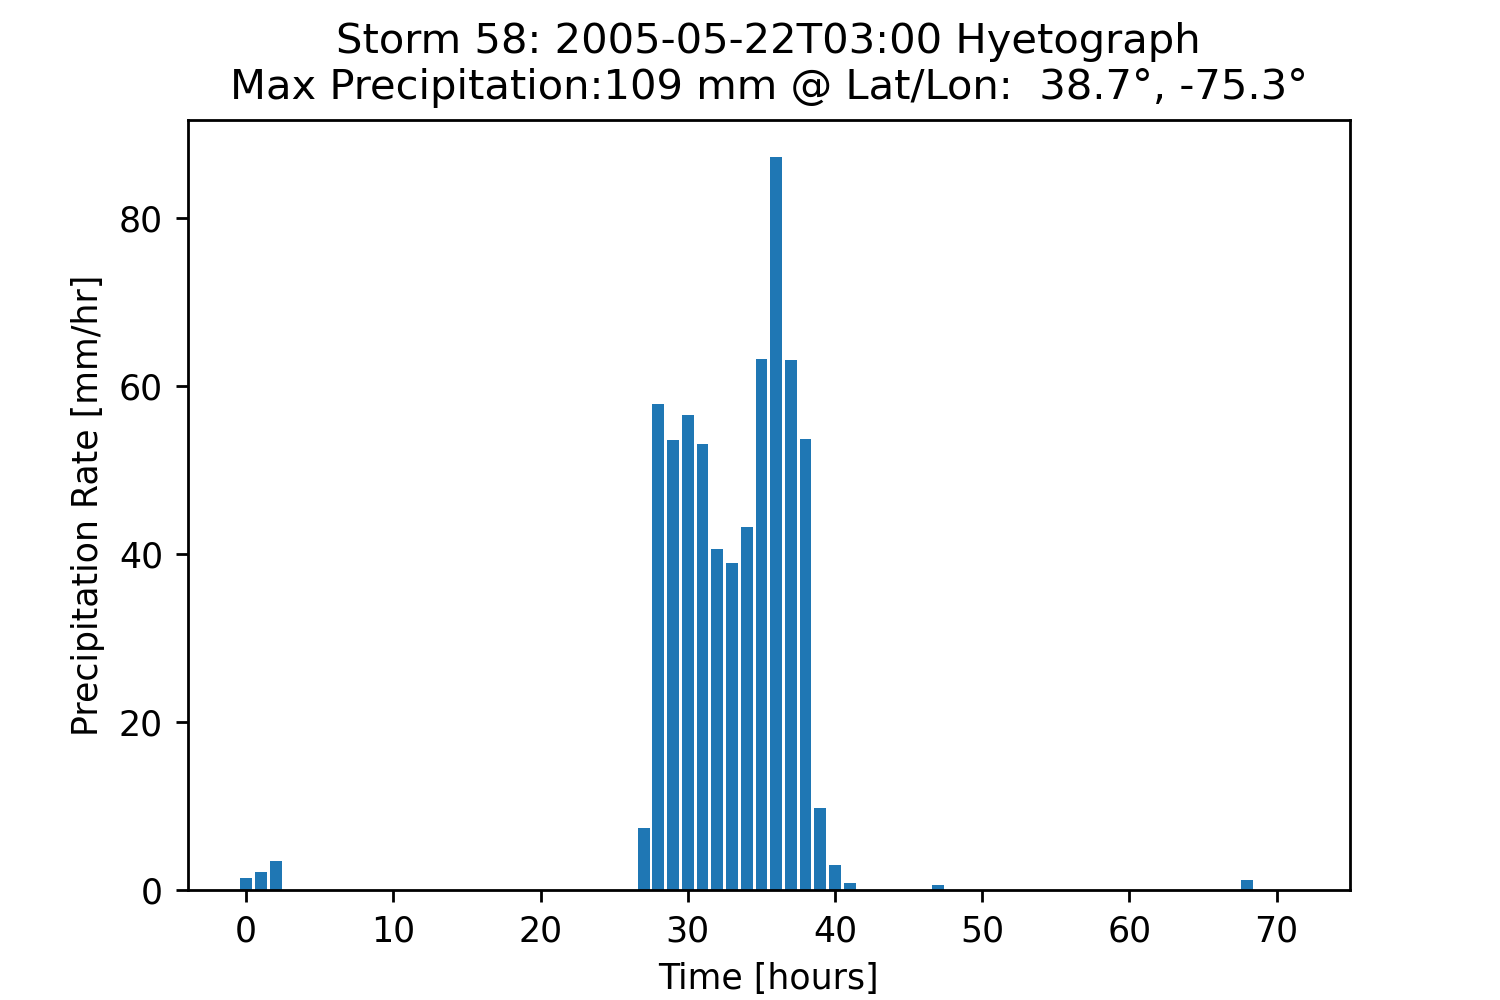 Storm 58: 2005-05-22T03:00 Hyetograph
Max Precipitation:109 mm @ Lat/Lon:  38.7°, -75.3°
Precipitation Rate [mm/hr]
80
60
40
20
0
0 10 20 30 40 50 60 70
Time [hours]